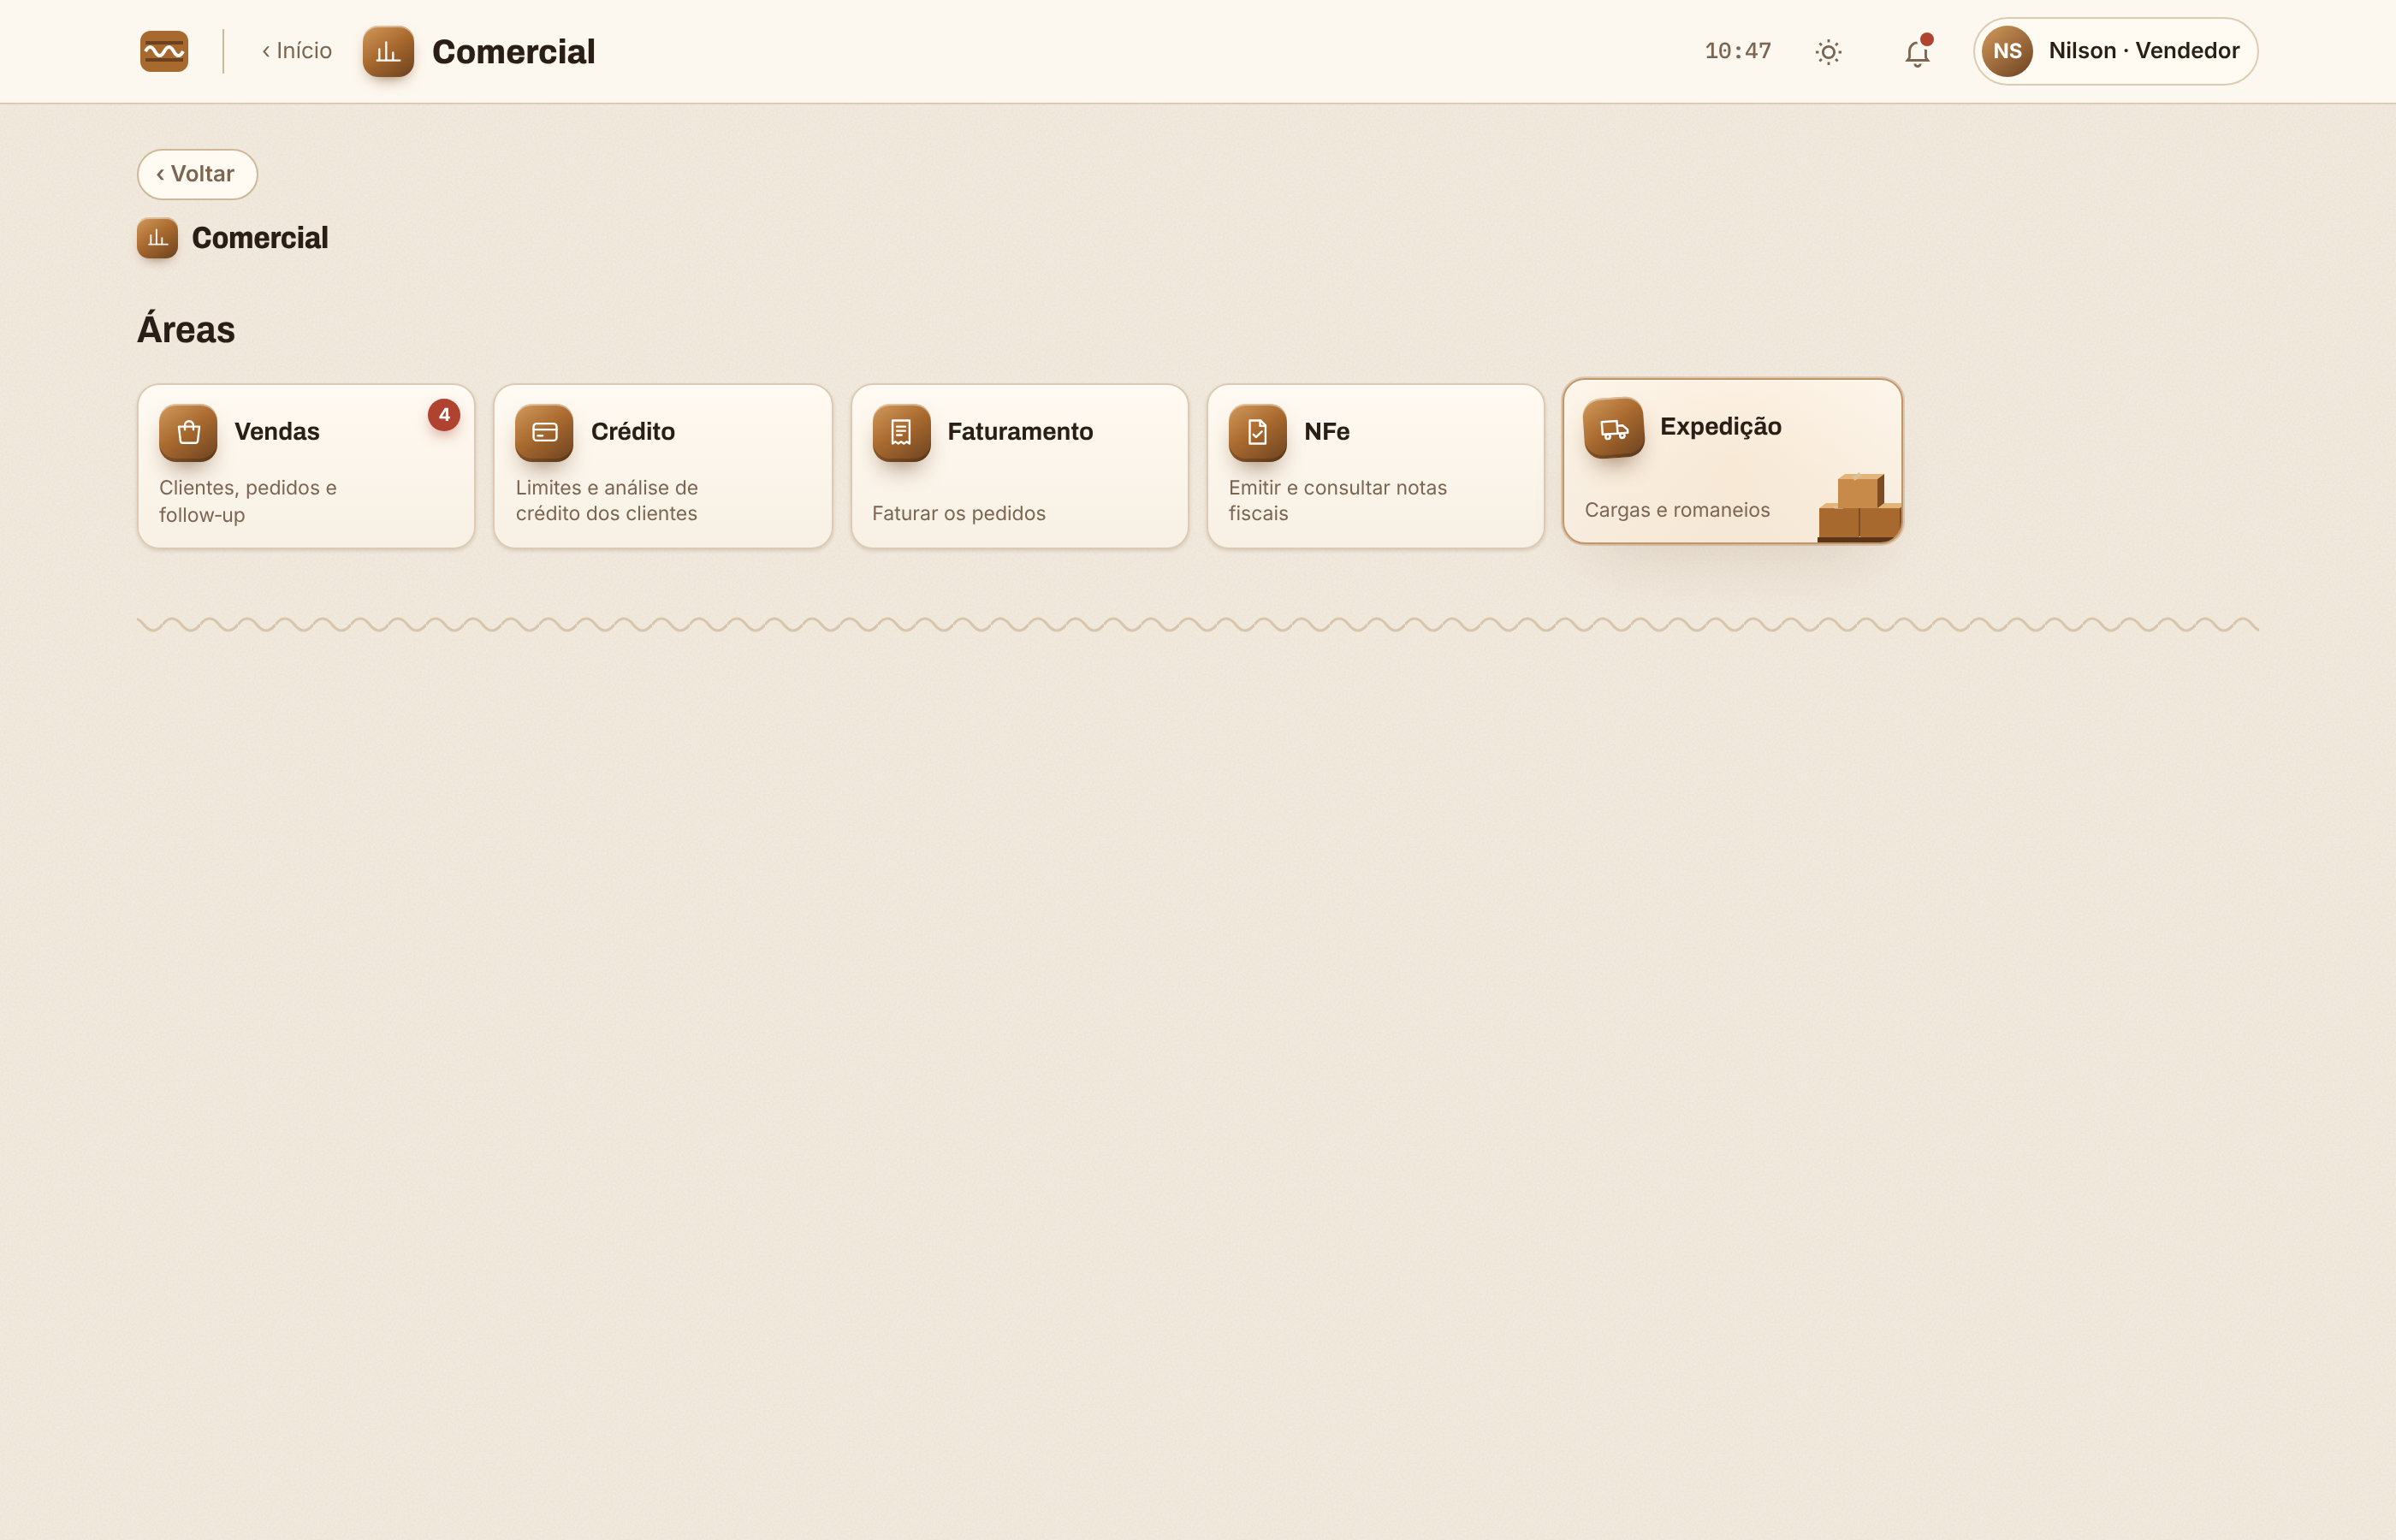 ‹ Início
Comercial
10:47
NS
Nilson · Vendedor
‹ Voltar
Comercial
Áreas
Vendas
4
Clientes, pedidos e
follow-up
Crédito
Limites e análise de
crédito dos clientes
Faturamento
Faturar os pedidos
NFe
Emitir e consultar notas
fiscais
Expedição
Cargas e romaneios